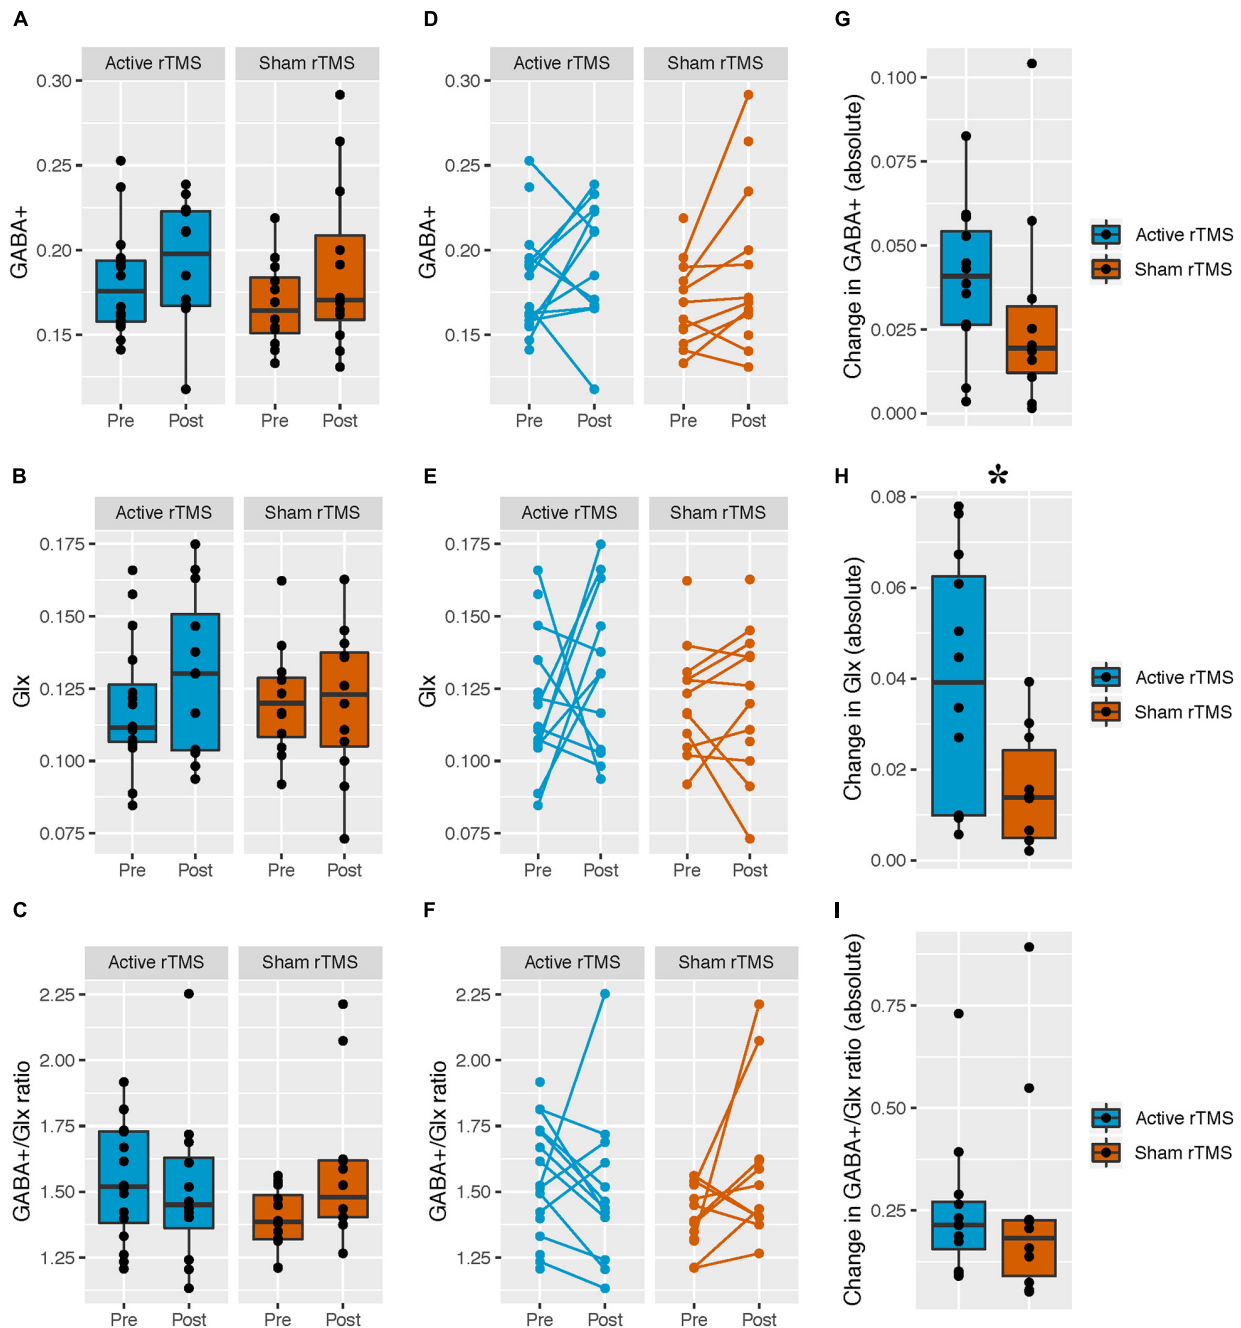 A
Active rTMS
Sham rTMS
GABA+
0.30
0.25
0.20
0.15
Pre
Post
Pre
Post
D
Active rTMS
Sham rTMS
GABA+
0.30
0.25
0.20
0.15
Pre
Post
Pre
Post
G
Change in GABA+ (absolute)
0.100
0.075
0.050
0.025
0.000
Active rTMS
Sham rTMS
B
Active rTMS
Sham rTMS
Glx
0.175
0.150
0.125
0.100
0.075
Pre
Post
Pre
Post
E
Active rTMS
Sham rTMS
Glx
0.175
0.150
0.125
0.100
0.075
Pre
Post
Pre
Post
H
*
Change in Glx (absolute)
0.08
0.06
0.04
0.02
0.00
Active rTMS
Sham rTMS
C
Active rTMS
Sham rTMS
GABA+/Glx ratio
2.25
2.00
1.75
1.50
1.25
Pre
Post
Pre
Post
F
Active rTMS
Sham rTMS
GABA+/Glx ratio
2.25
2.00
1.75
1.50
1.25
Pre
Post
Pre
Post
I
Change in GABA+/Glx ratio (absolute)
0.75
0.50
0.25
Active rTMS
Sham rTMS